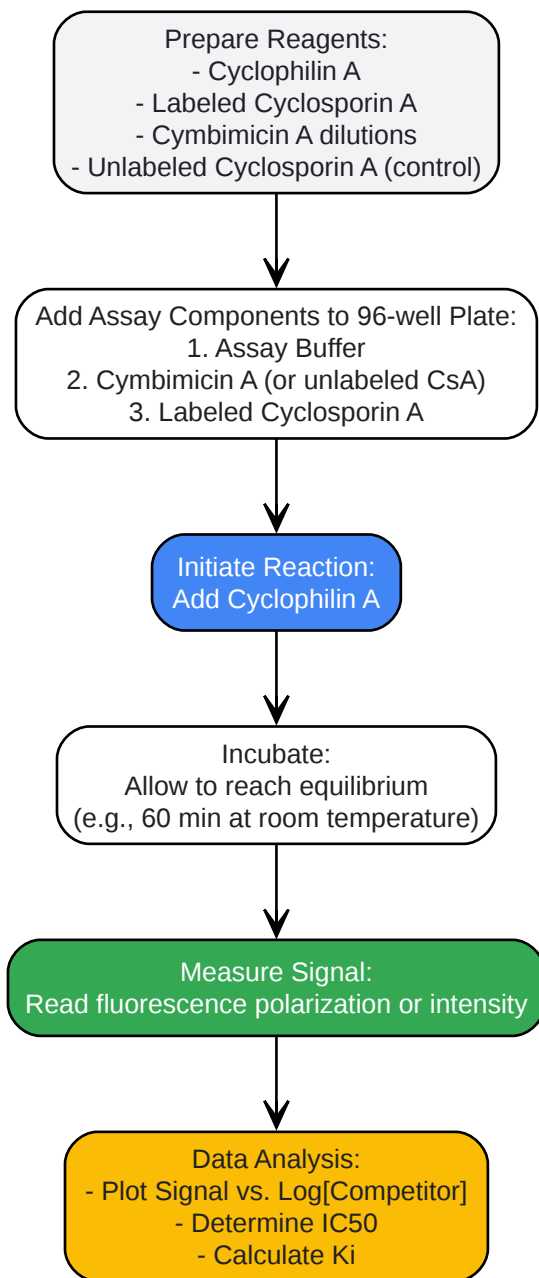 Prepare Reagents:
- Cyclophilin A
- Labeled Cyclosporin A
- Cymbimicin A dilutions
- Unlabeled Cyclosporin A (control)
Add Assay Components to 96-well Plate:
1. Assay Buffer
2. Cymbimicin A (or unlabeled CsA)
3. Labeled Cyclosporin A
Initiate Reaction:
Add Cyclophilin A
Incubate:
Allow to reach equilibrium
(e.g., 60 min at room temperature)
Measure Signal:
Read fluorescence polarization or intensity
Data Analysis:
- Plot Signal vs. Log[Competitor]
- Determine IC50
- Calculate Ki